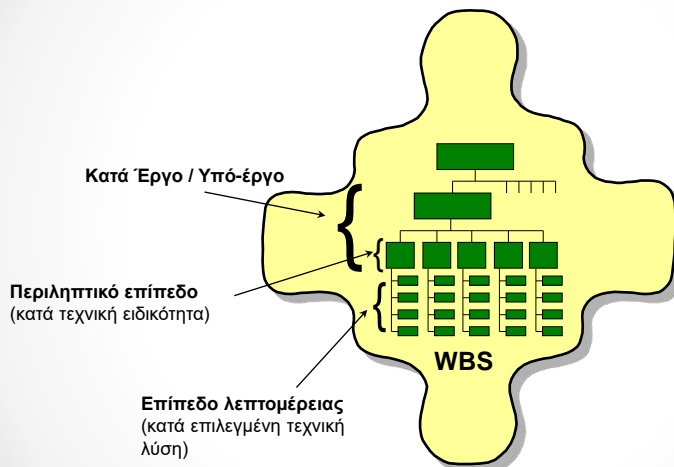 Κατά Έργο / Υπό-έργο
Περιληπτικό επίπεδο
(κατά τεχνική ειδικότητα)
WBS
Επίπεδο λεπτομέρειας
(κατά επιλεγμένη τεχνική
λύση)